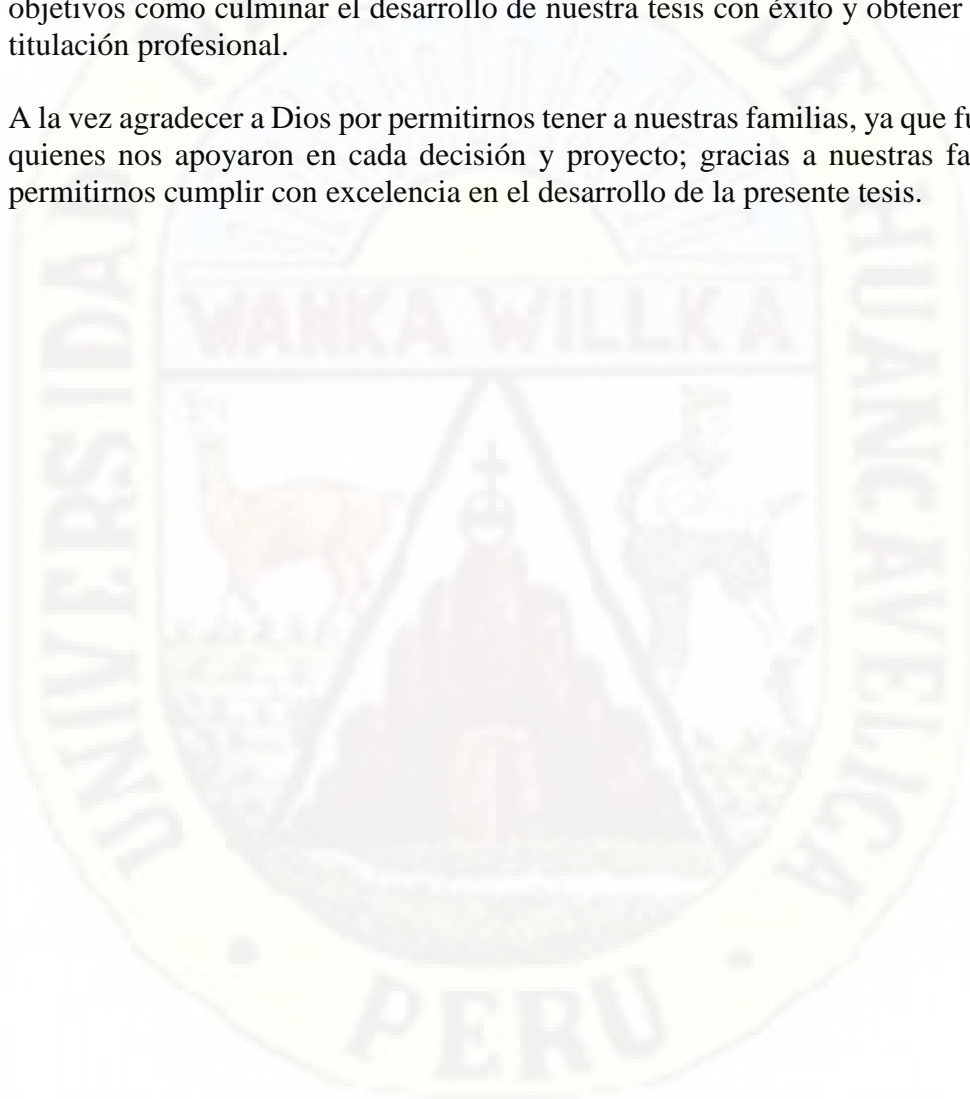 objetivos como culminar el desarrollo de nuestra tesis con éxito y obtener
titulación profesional.
A la vez agradecer a Dios por permitirnos tener a nuestras familias, ya que fu
quienes nos apoyaron en cada decisión y proyecto; gracias a nuestras fa
permitirnos cumplir con excelencia en el desarrollo de la presente tesis.
WANKA WILLKA
UNIVERSIDAD
DE HUANCAVELICA
PERU